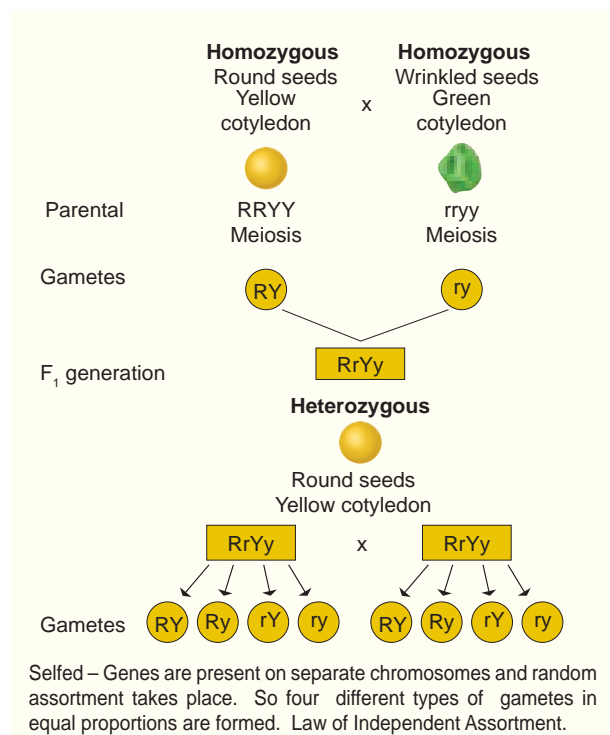 Homozygous Homozygous
Round seeds Wrinkled seeds
Yellow x Green
cotyledon cotyledon
Parental RRYY rryy
Meiosis Meiosis
Gametes RY ry
RrYy
F₁ generation
Heterozygous
Round seeds
Yellow cotyledon
RrYy x RrYy
Gametes RY Ry rY ry RY Ry rY ry
Selfed – Genes are present on separate chromosomes and random
assortment takes place. So four different types of gametes in
equal proportions are formed. Law of Independent Assortment.